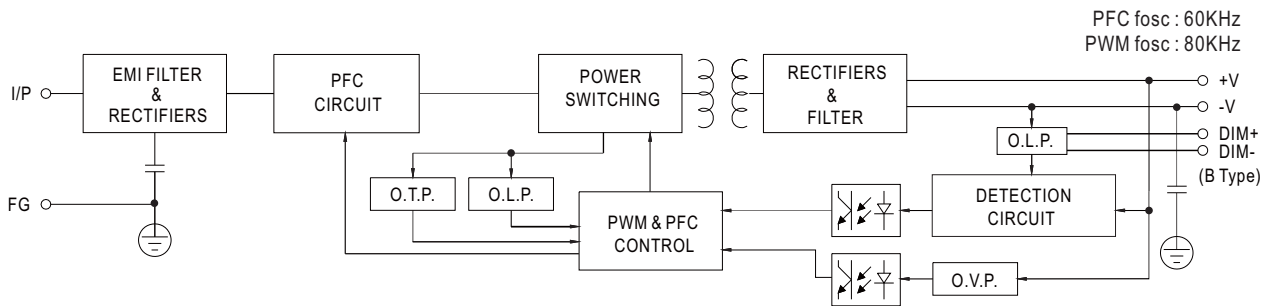 PFC fosc : 60KHz
PWM fosc : 80KHz
EMI FILTER
&
RECTIFIERS
PFC
CIRCUIT
POWER
SWITCHING
RECTIFIERS
&
FILTER
I/P
+V
-V
DIM+
DIM-
(B Type)
O.L.P.
FG
O.T.P.
O.L.P.
PWM & PFC
CONTROL
DETECTION
CIRCUIT
O.V.P.